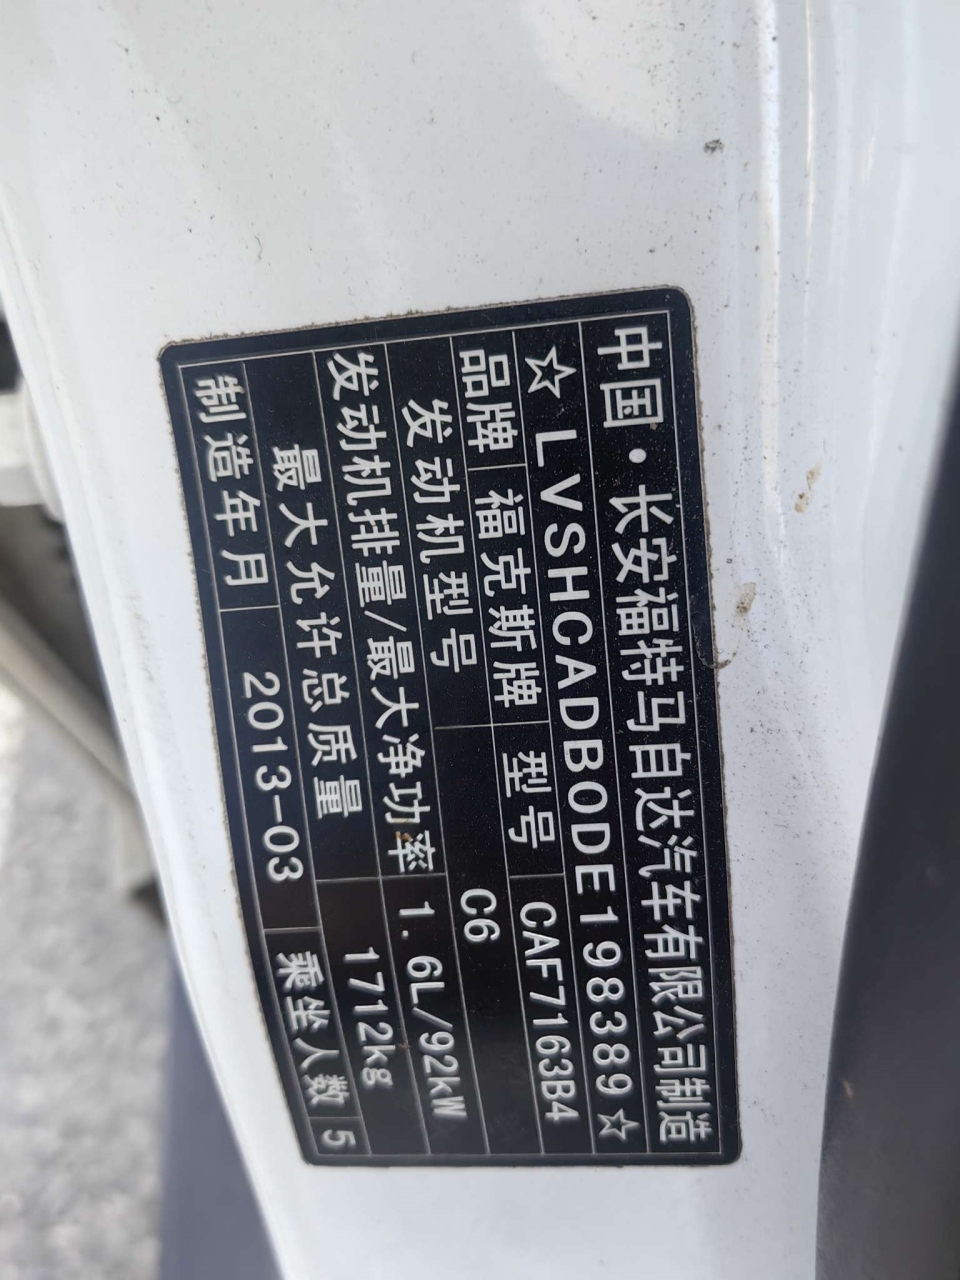 中国·长安福特马自达汽车有限公司制造
☆LVSHCADB0DE198389☆
品牌 福克斯牌 型号 CAF7163B4
发动机型号 C6
发动机排量/最大净功率 1.6L/92kW
最大允许总质量 1712kg
制造年月 2013-03 乘坐人数 5